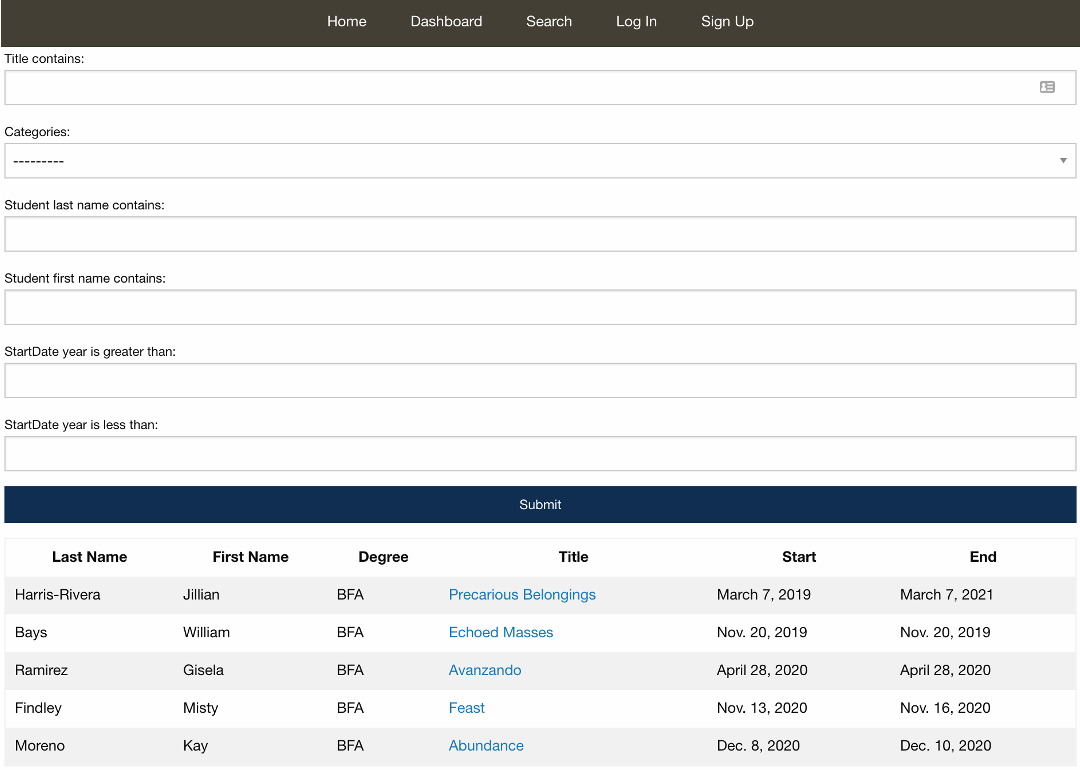 Home Dashboard Search Log In Sign Up
Title contains:
Categories:
---------
Student last name contains:
Student first name contains:
StartDate year is greater than:
StartDate year is less than:
Submit
Last Name First Name Degree Title Start End
Harris-Rivera Jillian BFA Precarious Belongings March 7, 2019 March 7, 2021
Bays William BFA Echoed Masses Nov. 20, 2019 Nov. 20, 2019
Ramirez Gisela BFA Avanzando April 28, 2020 April 28, 2020
Findley Misty BFA Feast Nov. 13, 2020 Nov. 16, 2020
Moreno Kay BFA Abundance Dec. 8, 2020 Dec. 10, 2020